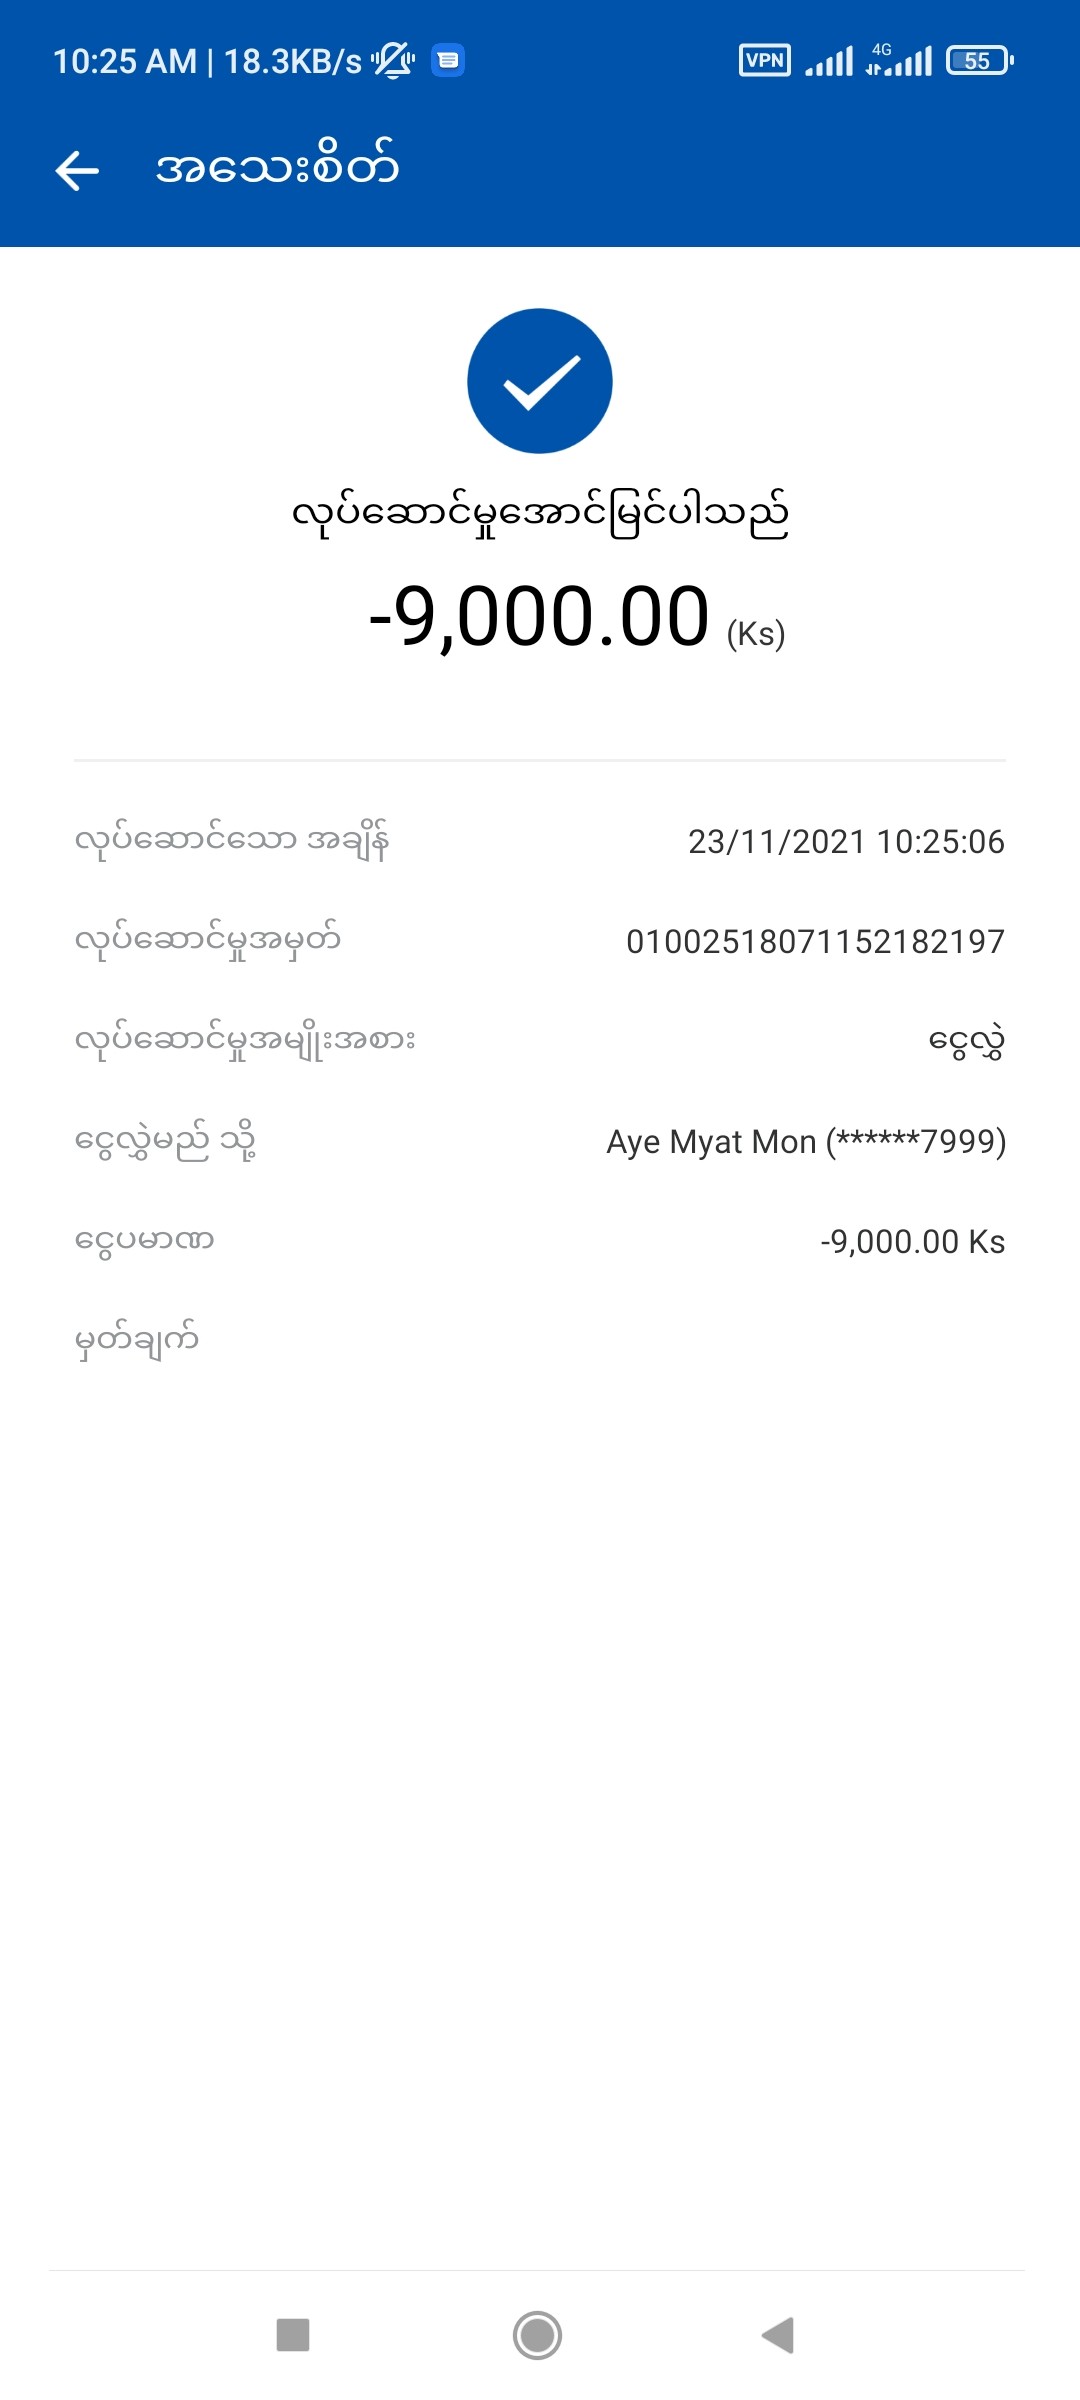 10:25 AM | 18.3KB/s VPN 4G 55
အသေးစိတ်
လုပ်ဆောင်မှုအောင်မြင်ပါသည်
-9,000.00 (Ks)
လုပ်ဆောင်သော အချိန် 23/11/2021 10:25:06
လုပ်ဆောင်မှုအမှတ် 01002518071152182197
လုပ်ဆောင်မှုအမျိုးအစား ငွေလွှဲ
ငွေလွှဲမည် သို့ Aye Myat Mon (******7999)
ငွေပမာဏ -9,000.00 Ks
မှတ်ချက်